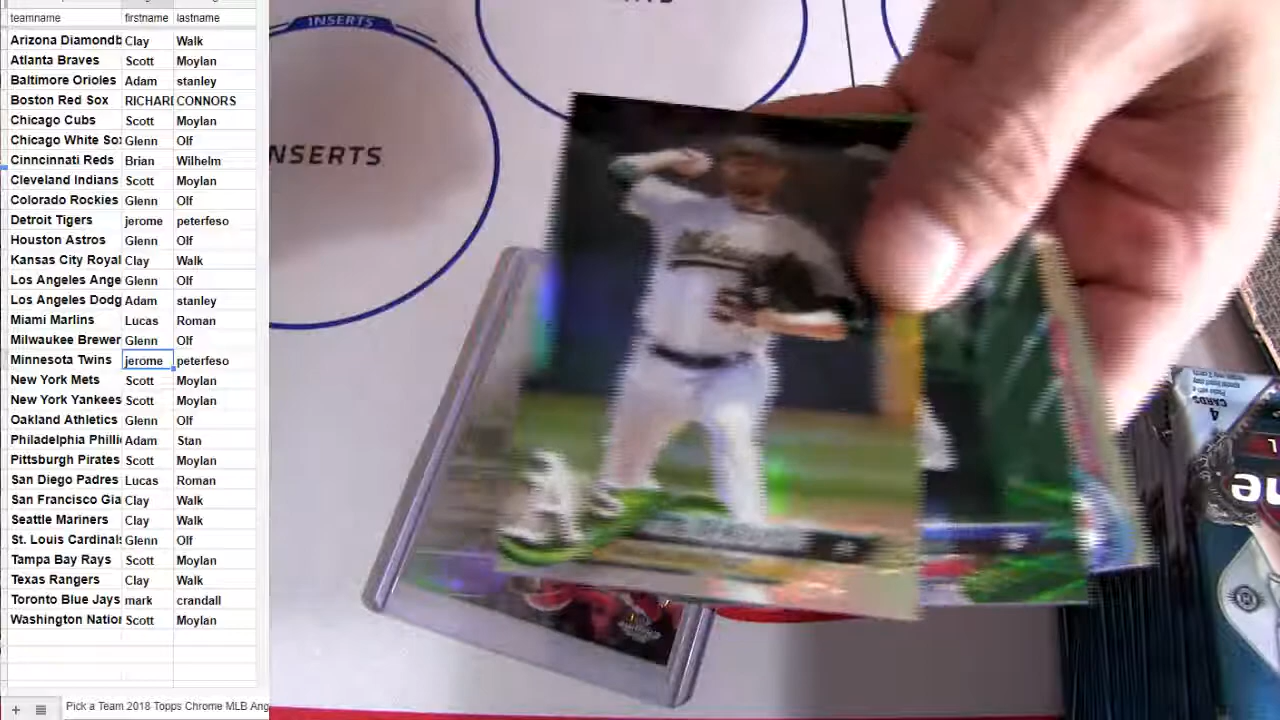 teamname firstname lastname
Arizona Diamondb Clay Walk
Atlanta Braves Scott Moylan
Baltimore Orioles Adam stanley
Boston Red Sox RICHARI CONNORS
Chicago Cubs Scott Moylan
Chicago White So Glenn Olf
Cinncinnati Reds Brian Wilhelm
Cleveland Indians Scott Moylan
Colorado Rockies Glenn Olf
Detroit Tigers jerome peterfeso
Houston Astros Glenn Olf
Kansas City Royal Clay Walk
Los Angeles Ange Glenn Olf
Los Angeles Dodg Adam stanley
Miami Marlins Lucas Roman
Milwaukee Brewer Glenn Olf
Minnesota Twins jerome peterfeso
New York Mets Scott Moylan
New York Yankees Scott Moylan
Oakland Athletics Glenn Olf
Philadelphia Philli Adam Stan
Pittsburgh Pirates Scott Moylan
San Diego Padres Lucas Roman
San Francisco Gia Clay Walk
Seattle Mariners Clay Walk
St. Louis Cardinals Glenn Olf
Tampa Bay Rays Scott Moylan
Texas Rangers Clay Walk
Toronto Blue Jays mark crandall
Washington Nation Scott Moylan
Pick a Team 2018 Topps Chrome MLB Ang
INSERTS
INSERTS
4
CARDS